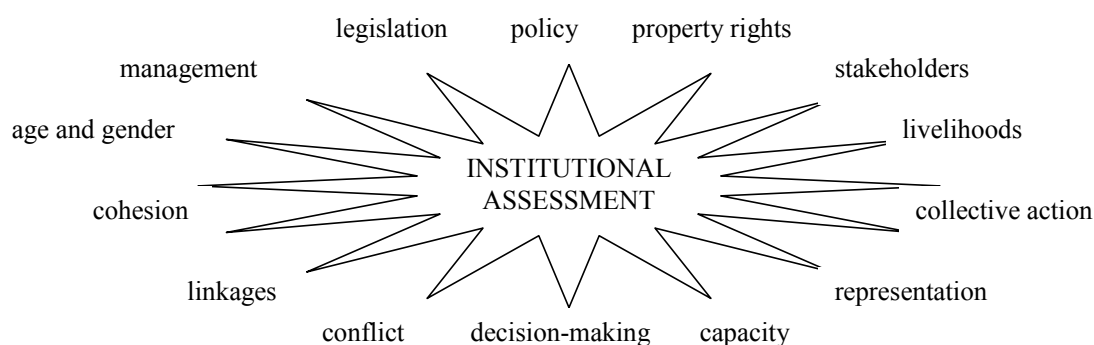 legislation policy property rights
management stakeholders
age and gender livelihoods
INSTITUTIONAL
ASSESSMENT
cohesion collective action
linkages representation
conflict decision-making capacity